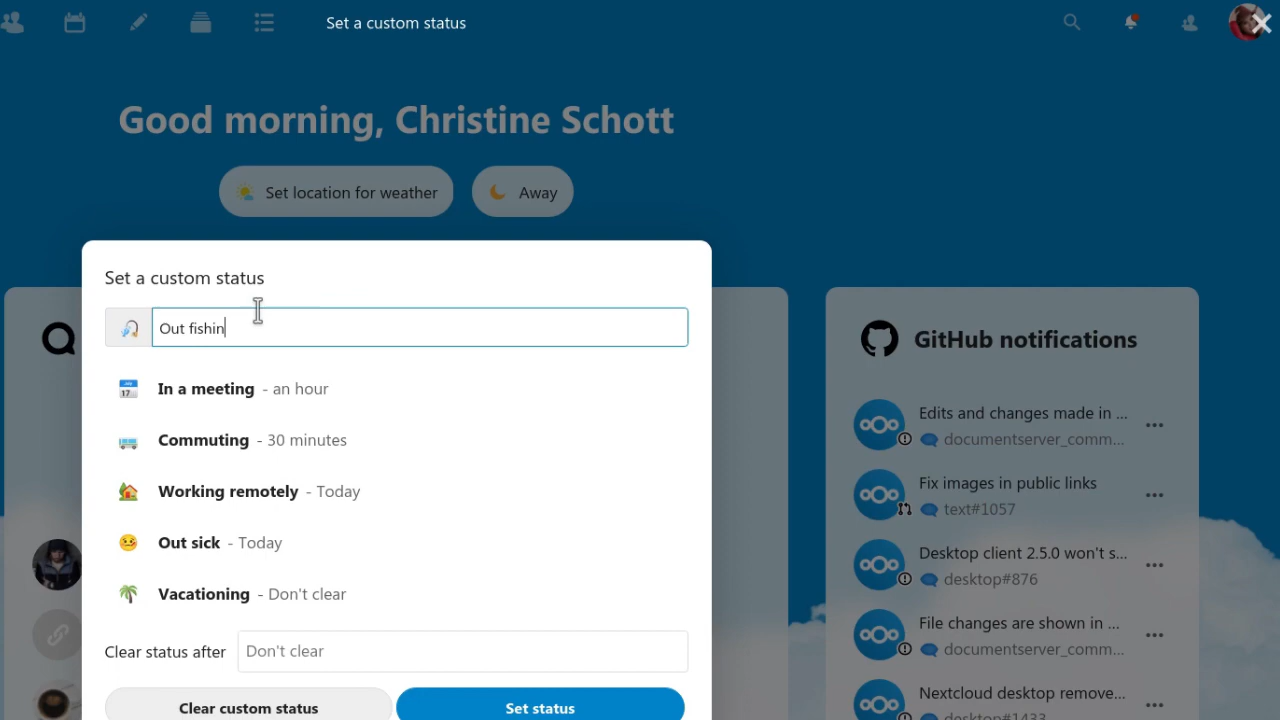 Set a custom status
Good morning, Christine Schott
Set location for weather
Away
Set a custom status
Out fishin
In a meeting - an hour
Commuting - 30 minutes
Working remotely - Today
Out sick - Today
Vacationing - Don't clear
Clear status after Don't clear
Clear custom status
Set status
GitHub notifications
Edits and changes made in ...
documentserver_comm...
Fix images in public links
text#1057
Desktop client 2.5.0 won't s...
desktop#876
File changes are shown in ...
documentserver_comm...
Nextcloud desktop remove...
desktop#1433